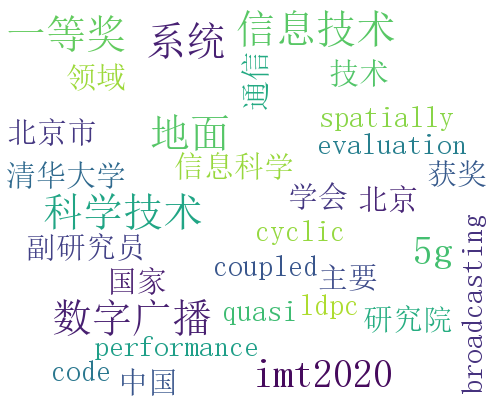 一等奖
系统
信息技术
领域
通信
技术
北京市
地面
spatially
evaluation
清华大学
信息科学
获奖
科学技术
学会
北京
副研究员
cyclic
5g
broadcasting
国家
coupled
主要
数字广播
quasi
ldpc
研究院
performance
code
中国
imt2020